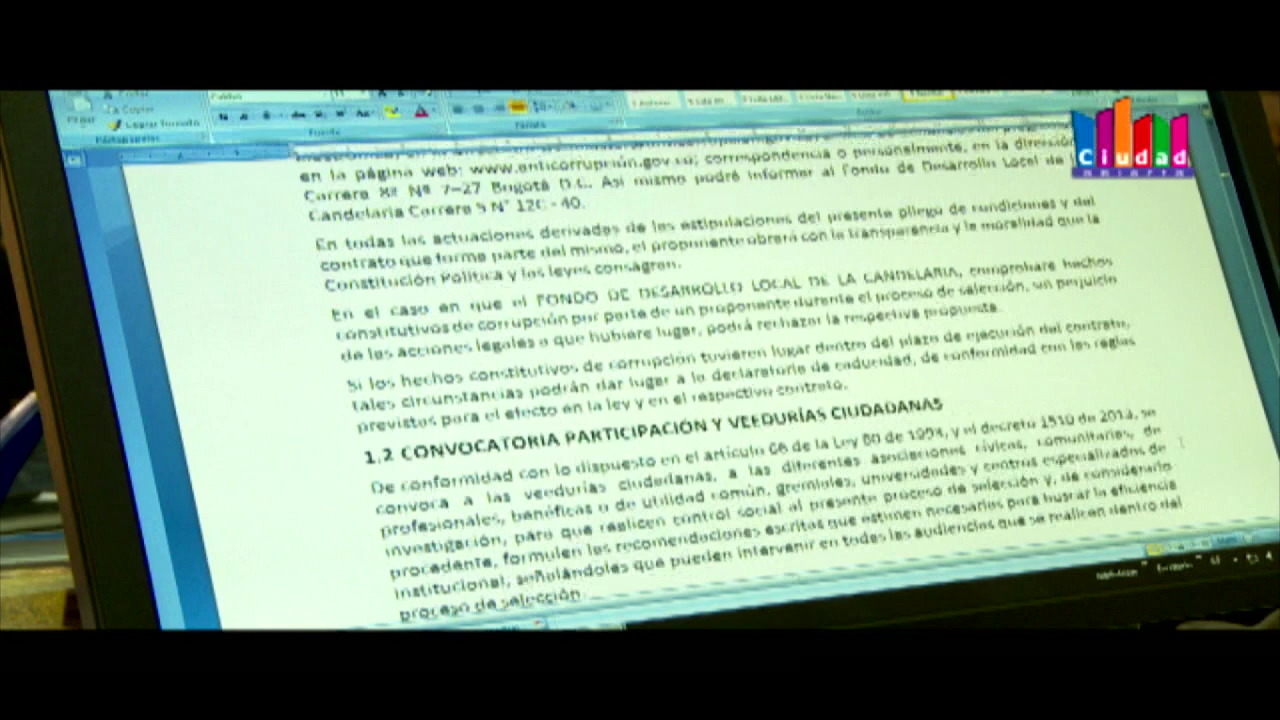 Copiar
Copiar formato
Fuente
Ciudad
en la página web: www.anticorrupción.gov.co; correspondencia o personalmente, en la dirección
Carrera 8ª Nº 7–27 Bogotá D.C. Así mismo podrá informar al Fondo de Desarrollo Local de
Candelaria Carrera 5 N° 12C - 40.
En todas las actuaciones derivadas de las estipulaciones del presente pliego de condiciones y del
contrato que forma parte del mismo, el proponente obrará con la transparencia y la moralidad que la
Constitución Política y las leyes consagran.
En el caso en que el FONDO DE DESARROLLO LOCAL DE LA CANDELARIA, comprobare hechos
constitutivos de corrupción por parte de un proponente durante el proceso de selección, un perjuicio
de las acciones legales a que hubiere lugar, podrá rechazar la respectiva propuesta.
Si los hechos constitutivos de corrupción tuvieren lugar dentro del plazo de ejecución del contrato,
tales circunstancias podrán dar lugar a la declaratoria de caducidad, de conformidad con las reglas
previstas para el efecto en la ley y en el respectivo contrato.
1.2 CONVOCATORIA PARTICIPACIÓN Y VEEDURÍAS CIUDADANAS
De conformidad con lo dispuesto en el artículo 66 de la Ley 80 de 1993, y el decreto 1510 de 2013, se
convoca a las veedurías ciudadanas, a las diferentes asociaciones cívicas, comunitarias, de
profesionales, benéficas o de utilidad común, gremiales, universidades y centros especializados de
investigación, para que realicen control social al presente proceso de selección y, de considerarlo
procedente, formulen las recomendaciones escritas que estimen necesarias para buscar la eficiencia
institucional, señalándoles que pueden intervenir en todas las audiencias que se realicen dentro del
proceso de selección.